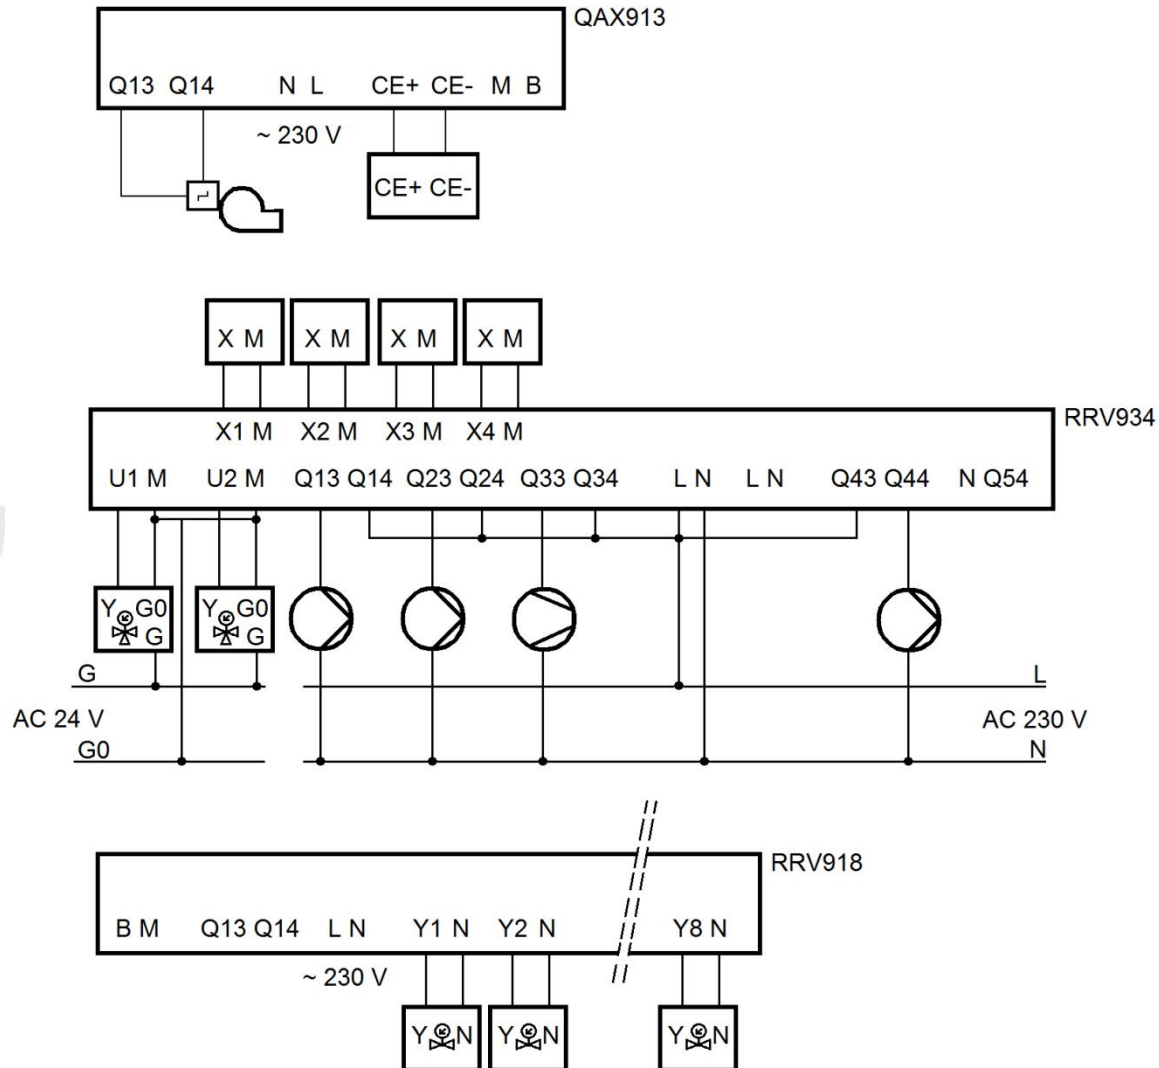 QAX913
Q13 Q14 N L CE+ CE- M B
~ 230 V
CE+ CE-
X M X M X M X M
RRV934
X1 M X2 M X3 M X4 M
U1 M U2 M Q13 Q14 Q23 Q24 Q33 Q34 L N L N Q43 Q44 N Q54
Y G0 Y G0
G G
G L
AC 24 V AC 230 V
G0 N
RRV918
B M Q13 Q14 L N Y1 N Y2 N Y8 N
~ 230 V
Y N Y N Y N